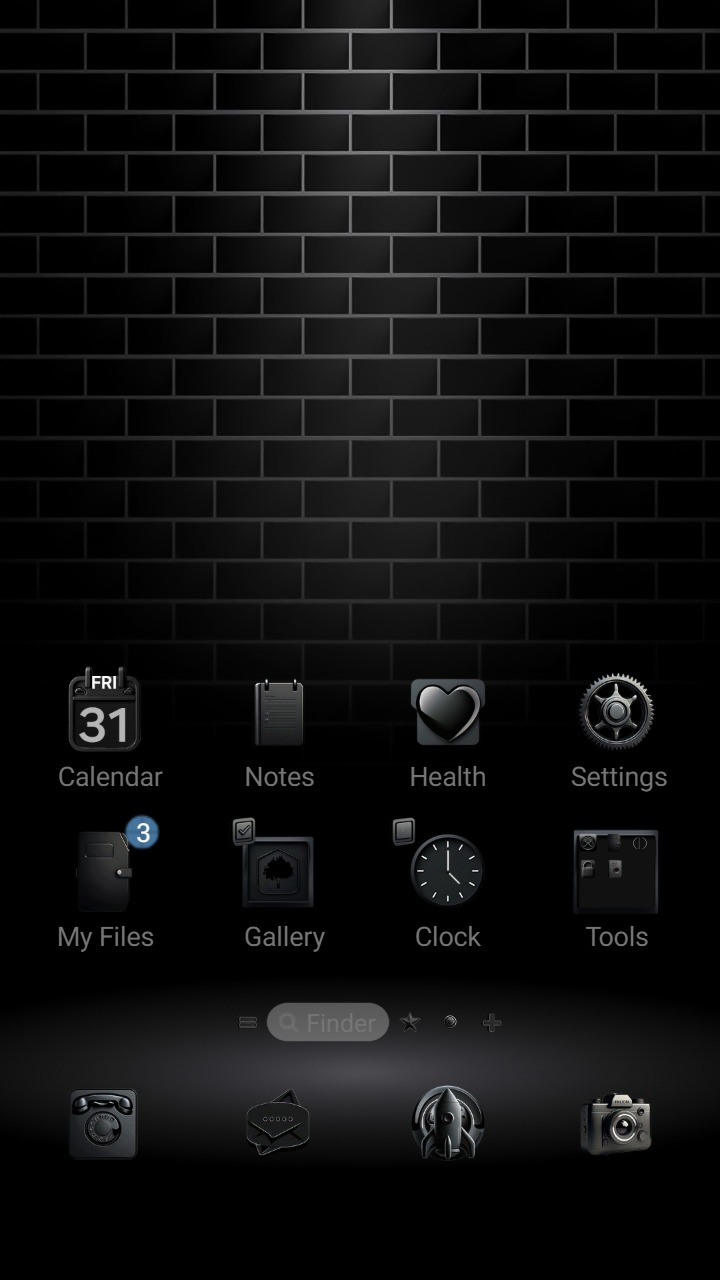 FRI
31
Calendar
Notes
Health
Settings
3
My Files
Gallery
Clock
Tools
Finder